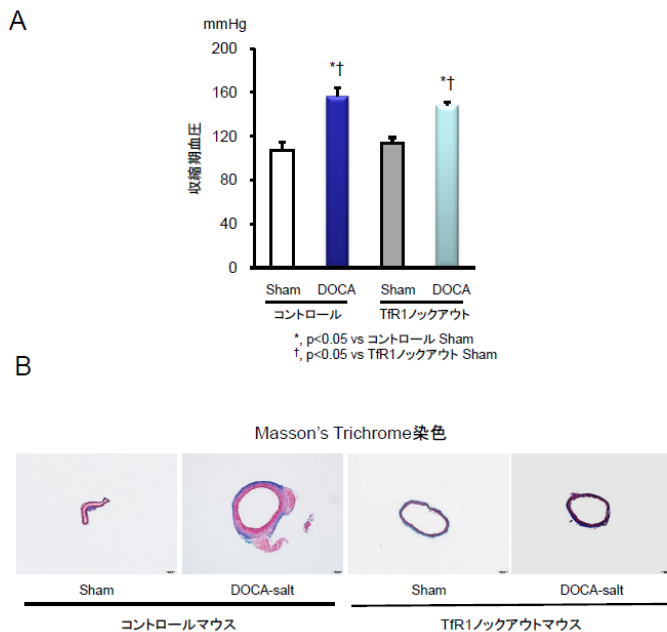 A
mmHg
200
160
120
80
40
0
収縮期血圧
*†
*†
Sham DOCA Sham DOCA
コントロール TfR1ノックアウト
*, p<0.05 vs コントロール Sham
†, p<0.05 vs TfR1ノックアウト Sham
B
Masson's Trichrome染色
Sham DOCA-salt Sham DOCA-salt
コントロールマウス TfR1ノックアウトマウス